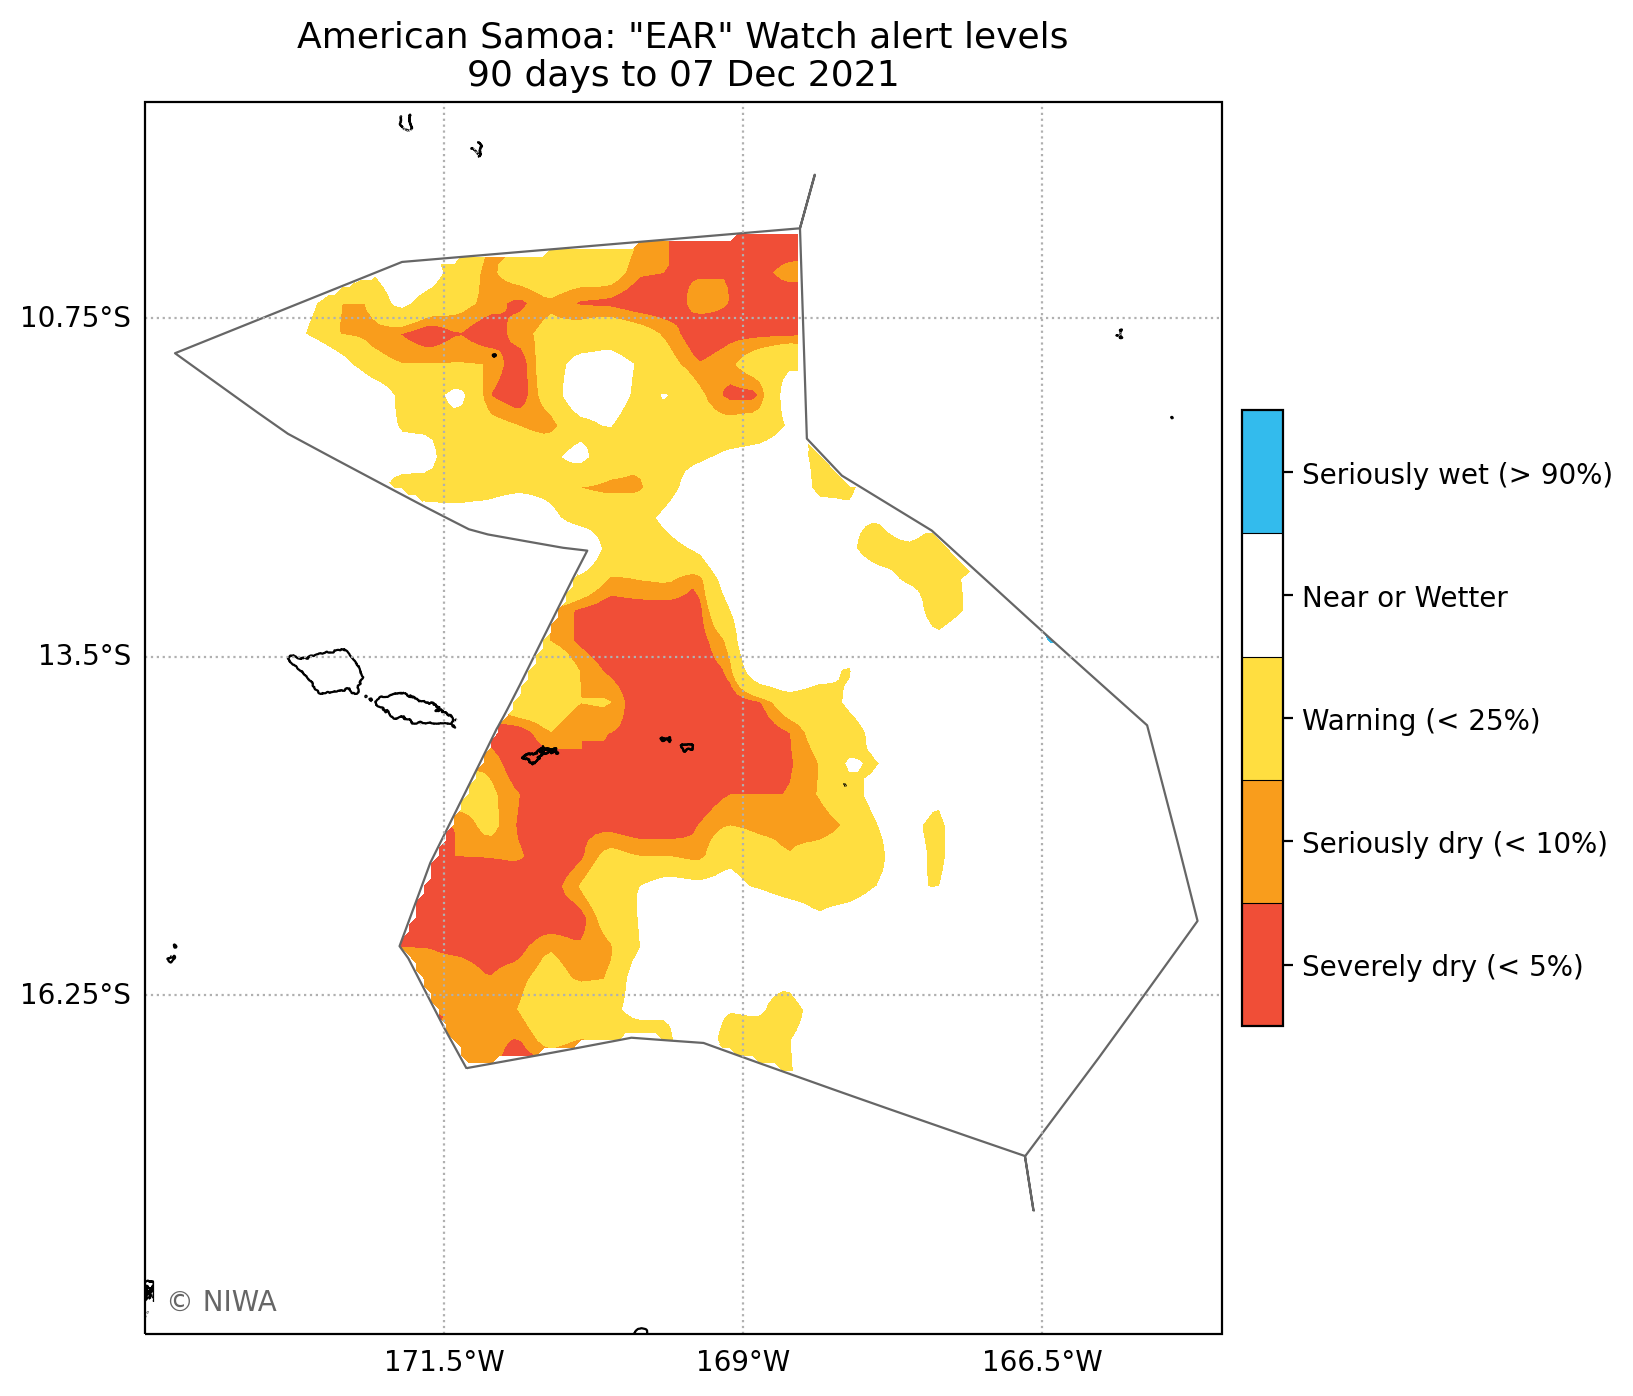 American Samoa: "EAR" Watch alert levels
90 days to 07 Dec 2021
10.75°S
13.5°S
16.25°S
171.5°W
169°W
166.5°W
Seriously wet (> 90%)
Near or Wetter
Warning (< 25%)
Seriously dry (< 10%)
Severely dry (< 5%)
© NIWA